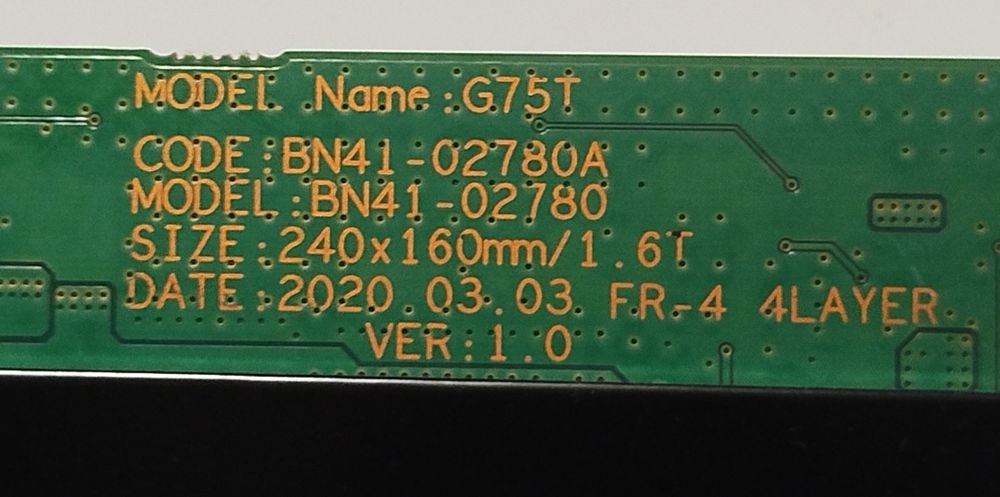 MODEL Name:G75T
CODE:BN41-02780A
MODEL:BN41-02780
SIZE:240x160mm/1.6T
DATE:2020.03.03 FR-4 4LAYER
VER:1.0